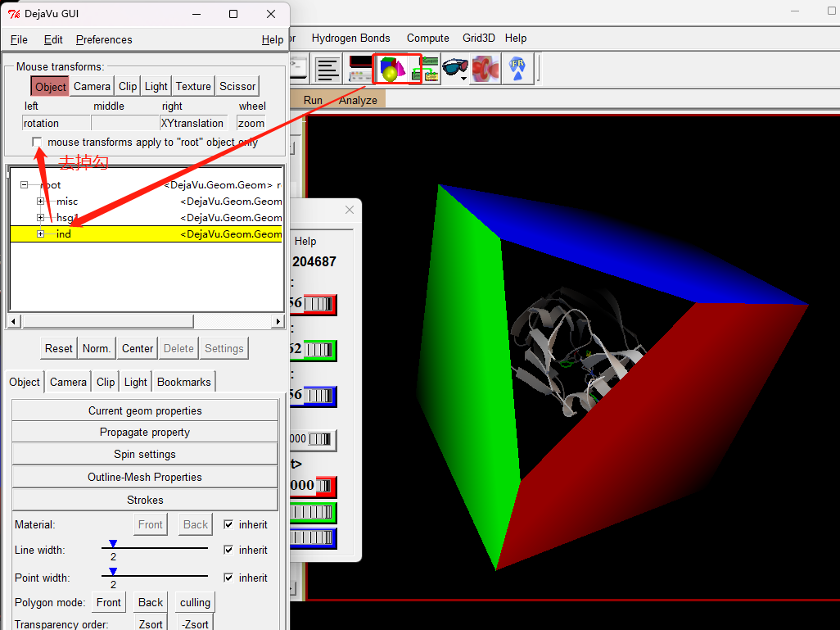 DejaVu GUI
File Edit Preferences Help
Hydrogen Bonds Compute Grid3D Help
Mouse transforms:
Object Camera Clip Light Texture Scissor
left middle right wheel
rotation XYtranslation zoom
mouse transforms apply to "root" object only
去掉勾
Run Analyze
root <DejaVu.Geom.Geom> r
misc <DejaVu.Geom.Geom
hsg1 <DejaVu.Geom.Geom
ind <DejaVu.Geom.Geom
Help
204687
56
62
56
000
t>
000
Reset Norm. Center Delete Settings
Object Camera Clip Light Bookmarks
Current geom properties
Propagate property
Spin settings
Outline-Mesh Properties
Strokes
Material: Front Back inherit
Line width: 2 inherit
Point width: 2 inherit
Polygon mode: Front Back culling
Transparency order: Zsort -Zsort